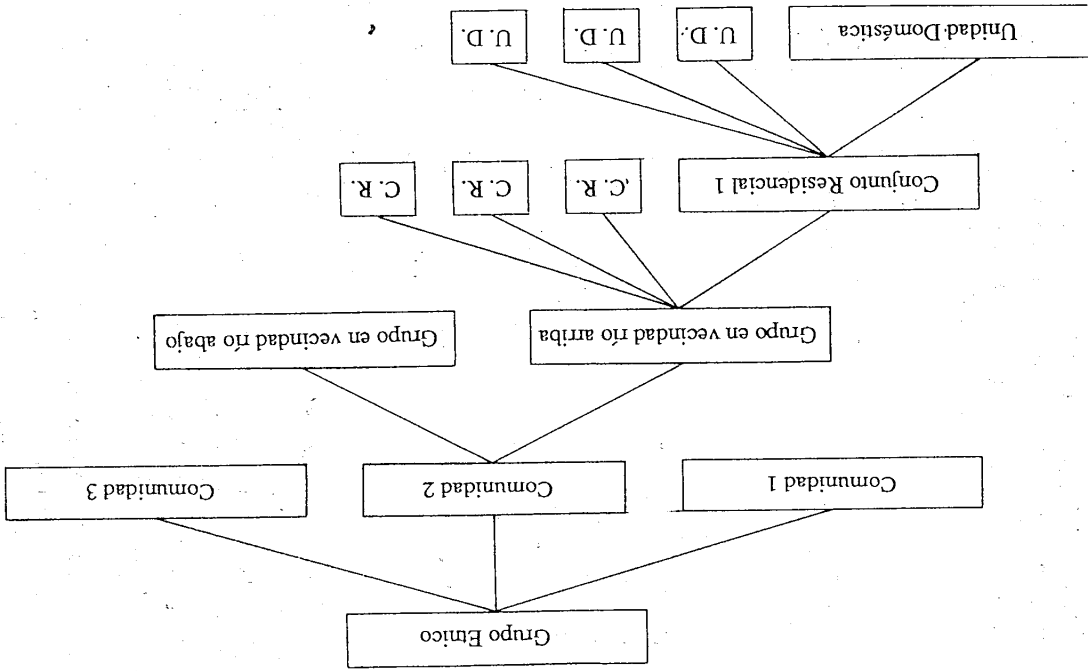 Grupo Etnico
Comunidad 1
Comunidad 2
Comunidad 3
Grupo en vecindad río arriba
Grupo en vecindad río abajo
Conjunto Residencial 1
C. R.
C. R.
C. R.
Unidad Doméstica
U. D.
U. D.
U. D.